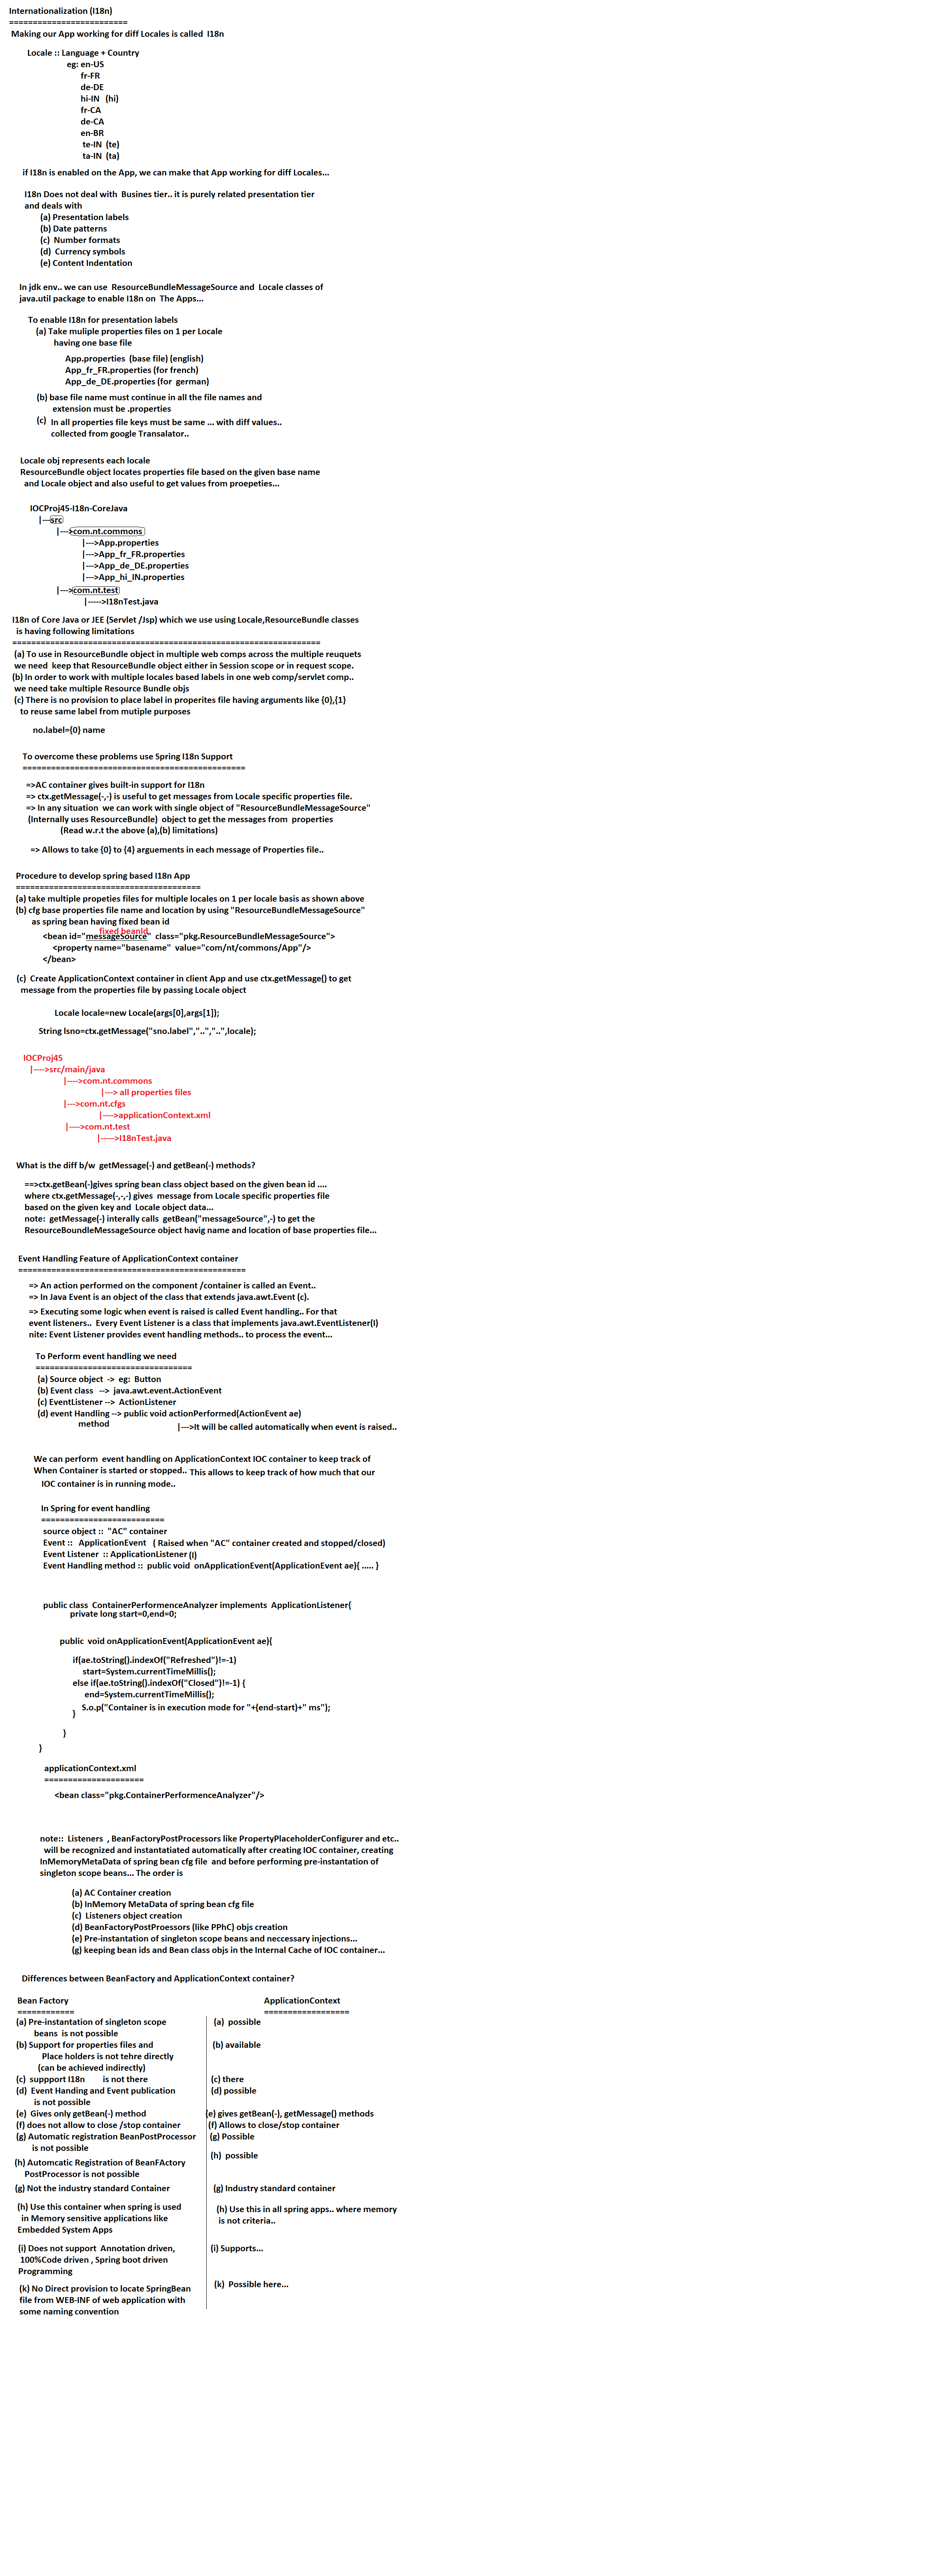 Internationalization (I18n)
=========================
Making our App working for diff Locales is called I18n
Locale :: Language + Country
eg: en-US
fr-FR
de-DE
hi-IN (hi)
fr-CA
de-CA
en-BR
te-IN (te)
ta-IN (ta)
if I18n is enabled on the App, we can make that App working for diff Locales...
I18n Does not deal with Busines tier.. it is purely related presentation tier
and deals with
(a) Presentation labels
(b) Date patterns
(c) Number formats
(d) Currency symbols
(e) Content Indentation
In jdk env.. we can use ResourceBundleMessageSource and Locale classes of
java.util package to enable I18n on The Apps...
To enable I18n for presentation labels
(a) Take muliple properties files on 1 per Locale
having one base file
App.properties (base file) (english)
App_fr_FR.properties (for french)
App_de_DE.properties (for german)
(b) base file name must continue in all the file names and
extension must be .properties
(c) In all properties file keys must be same ... with diff values..
collected from google Transalator..
Locale obj represents each locale
ResourceBundle object locates properties file based on the given base name
and Locale object and also useful to get values from proepeties...
IOCProj45-I18n-CoreJava
|---src
|--->com.nt.commons
|--->App.properties
|--->App_fr_FR.properties
|--->App_de_DE.properties
|--->App_hi_IN.properties
|--->com.nt.test
|----->I18nTest.java
I18n of Core Java or JEE (Servlet /Jsp) which we use using Locale,ResourceBundle classes
is having following limitations
=================================================================
(a) To use in ResourceBundle object in multiple web comps across the multiple reuquets
we need keep that ResourceBundle object either in Session scope or in request scope.
(b) In order to work with multiple locales based labels in one web comp/servlet comp..
we need take multiple Resource Bundle objs
(c) There is no provision to place label in properites file having arguments like {0},{1}
to reuse same label from mutiple purposes
no.label={0} name
To overcome these problems use Spring I18n Support
===============================================
=>AC container gives built-in support for I18n
=> ctx.getMessage(-,-) is useful to get messages from Locale specific properties file.
=> In any situation we can work with single object of "ResourceBundleMessageSource"
(Internally uses ResourceBundle) object to get the messages from properties
(Read w.r.t the above (a),(b) limitations)
=> Allows to take {0} to {4} arguements in each message of Properties file..
Procedure to develop spring based I18n App
=======================================
(a) take multiple propeties files for multiple locales on 1 per locale basis as shown above
(b) cfg base properties file name and location by using "ResourceBundleMessageSource"
as spring bean having fixed bean id
fixed beanId
<bean id="messageSource" class="pkg.ResourceBundleMessageSource">
<property name="basename" value="com/nt/commons/App"/>
</bean>
(c) Create ApplicationContext container in client App and use ctx.getMessage() to get
message from the properties file by passing Locale object
Locale locale=new Locale(args[0],args[1]);
String lsno=ctx.getMessage("sno.label","..","..",locale);
IOCProj45
|---->src/main/java
|---->com.nt.commons
|---> all properties files
|--->com.nt.cfgs
|---->applicationContext.xml
|---->com.nt.test
|----->I18nTest.java
What is the diff b/w getMessage(-) and getBean(-) methods?
==>ctx.getBean(-)gives spring bean class object based on the given bean id ....
where ctx.getMessage(-,-,-) gives message from Locale specific properties file
based on the given key and Locale object data...
note: getMessage(-) interally calls getBean("messageSource",-) to get the
ResourceBoundleMessageSource object havig name and location of base properties file...
Event Handling Feature of ApplicationContext container
================================================
=> An action performed on the component /container is called an Event..
=> In Java Event is an object of the class that extends java.awt.Event (c).
=> Executing some logic when event is raised is called Event handling.. For that
event listeners.. Every Event Listener is a class that implements java.awt.EventListener(I)
nite: Event Listener provides event handling methods.. to process the event...
To Perform event handling we need
=================================
(a) Source object -> eg: Button
(b) Event class --> java.awt.event.ActionEvent
(c) EventListener --> ActionListener
(d) event Handling --> public void actionPerformed(ActionEvent ae)
method
|--->It will be called automatically when event is raised..
We can perform event handling on ApplicationContext IOC container to keep track of
When Container is started or stopped.. This allows to keep track of how much that our
IOC container is in running mode..
In Spring for event handling
==========================
source object :: "AC" container
Event :: ApplicationEvent ( Raised when "AC" container created and stopped/closed)
Event Listener :: ApplicationListener (I)
Event Handling method :: public void onApplicationEvent(ApplicationEvent ae){ ..... }
public class ContainerPerformenceAnalyzer implements ApplicationListener{
private long start=0,end=0;
public void onApplicationEvent(ApplicationEvent ae){
if(ae.toString().indexOf("Refreshed")!=-1)
start=System.currentTimeMillis();
else if(ae.toString().indexOf("Closed")!=-1) {
end=System.currentTimeMillis();
S.o.p("Container is in execution mode for "+(end-start)+" ms");
}
}
}
applicationContext.xml
=====================
<bean class="pkg.ContainerPerformenceAnalyzer"/>
note:: Listeners , BeanFactoryPostProcessors like PropertyPlaceholderConfigurer and etc..
will be recognized and instantatiated automatically after creating IOC container, creating
InMemoryMetaData of spring bean cfg file and before performing pre-instantation of
singleton scope beans... The order is
(a) AC Container creation
(b) InMemory MetaData of spring bean cfg file
(c) Listeners object creation
(d) BeanFactoryPostProessors (like PPhC) objs creation
(e) Pre-instantation of singleton scope beans and neccessary injections...
(g) keeping bean ids and Bean class objs in the Internal Cache of IOC container...
Differences between BeanFactory and ApplicationContext container?
Bean Factory ApplicationContext
============ ==================
(a) Pre-instantation of singleton scope (a) possible
beans is not possible
(b) Support for properties files and (b) available
Place holders is not tehre directly
(can be achieved indirectly)
(c) suppport I18n is not there (c) there
(d) Event Handing and Event publication (d) possible
is not possible
(e) Gives only getBean(-) method (e) gives getBean(-), getMessage() methods
(f) does not allow to close /stop container (f) Allows to close/stop container
(g) Automatic registration BeanPostProcessor (g) Possible
is not possible
(h) possible
(h) Automcatic Registration of BeanFActory
PostProcessor is not possible
(g) Not the industry standard Container (g) Industry standard container
(h) Use this container when spring is used (h) Use this in all spring apps.. where memory
in Memory sensitive applications like is not criteria..
Embedded System Apps
(i) Does not support Annotation driven, (i) Supports...
100%Code driven , Spring boot driven
Programming
(k) No Direct provision to locate SpringBean (k) Possible here...
file from WEB-INF of web application with
some naming convention